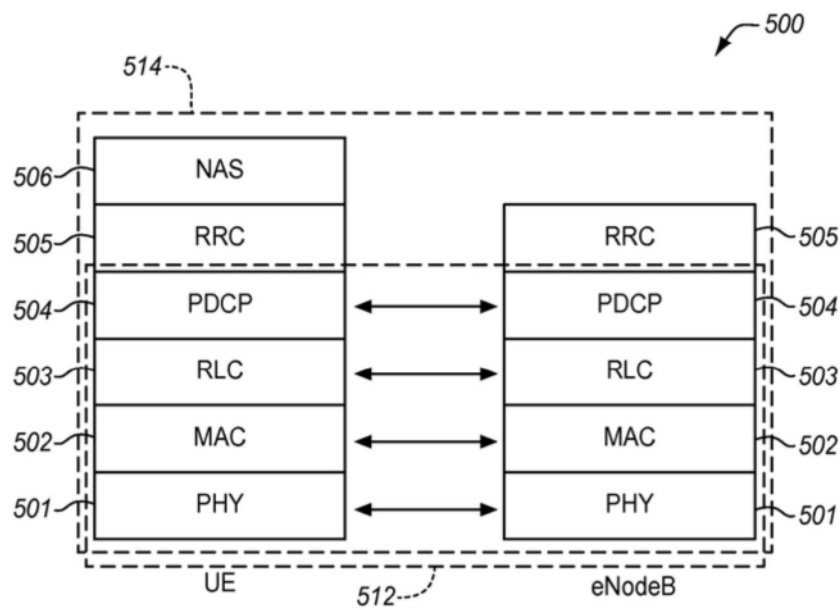 500
514
506 NAS
505 RRC RRC 505
504 PDCP PDCP 504
503 RLC RLC 503
502 MAC MAC 502
501 PHY PHY 501
UE 512 eNodeB